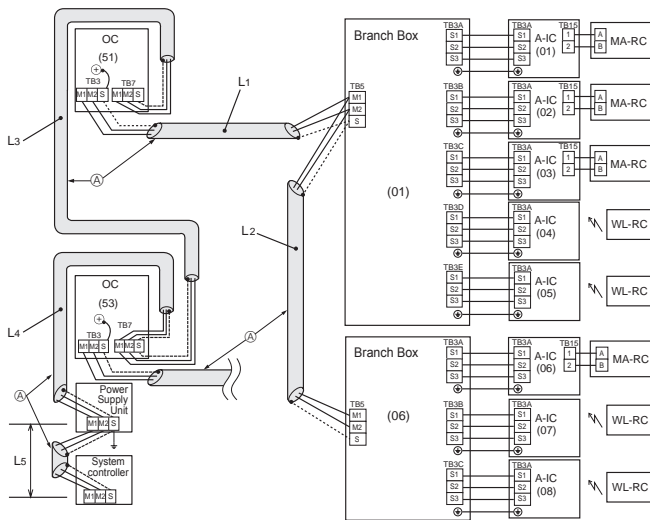 OC
(51)
TB3
TB7
M1 M2 S
M1 M2 S
L1
L3
A
L2
OC
(53)
TB3
TB7
M1 M2 S
M1 M2 S
L4
A
A
A
Power
Supply
Unit
M1 M2 S
L5
System
controller
M1 M2 S
Branch Box
TB5
M1
M2
S
(01)
TB3A
S1
S2
S3
TB3A
S1
S2
S3
A-IC
(01)
TB15
1
2
A
B
MA-RC
TB3B
S1
S2
S3
TB3A
S1
S2
S3
A-IC
(02)
TB15
1
2
A
B
MA-RC
TB3C
S1
S2
S3
TB3A
S1
S2
S3
A-IC
(03)
TB15
1
2
A
B
MA-RC
TB3D
S1
S2
S3
TB3A
S1
S2
S3
A-IC
(04)
WL-RC
TB3E
S1
S2
S3
TB3A
S1
S2
S3
A-IC
(05)
WL-RC
Branch Box
TB5
M1
M2
S
(06)
TB3A
S1
S2
S3
TB3A
S1
S2
S3
A-IC
(06)
TB15
1
2
A
B
MA-RC
TB3B
S1
S2
S3
TB3A
S1
S2
S3
A-IC
(07)
WL-RC
TB3C
S1
S2
S3
TB3A
S1
S2
S3
A-IC
(08)
WL-RC